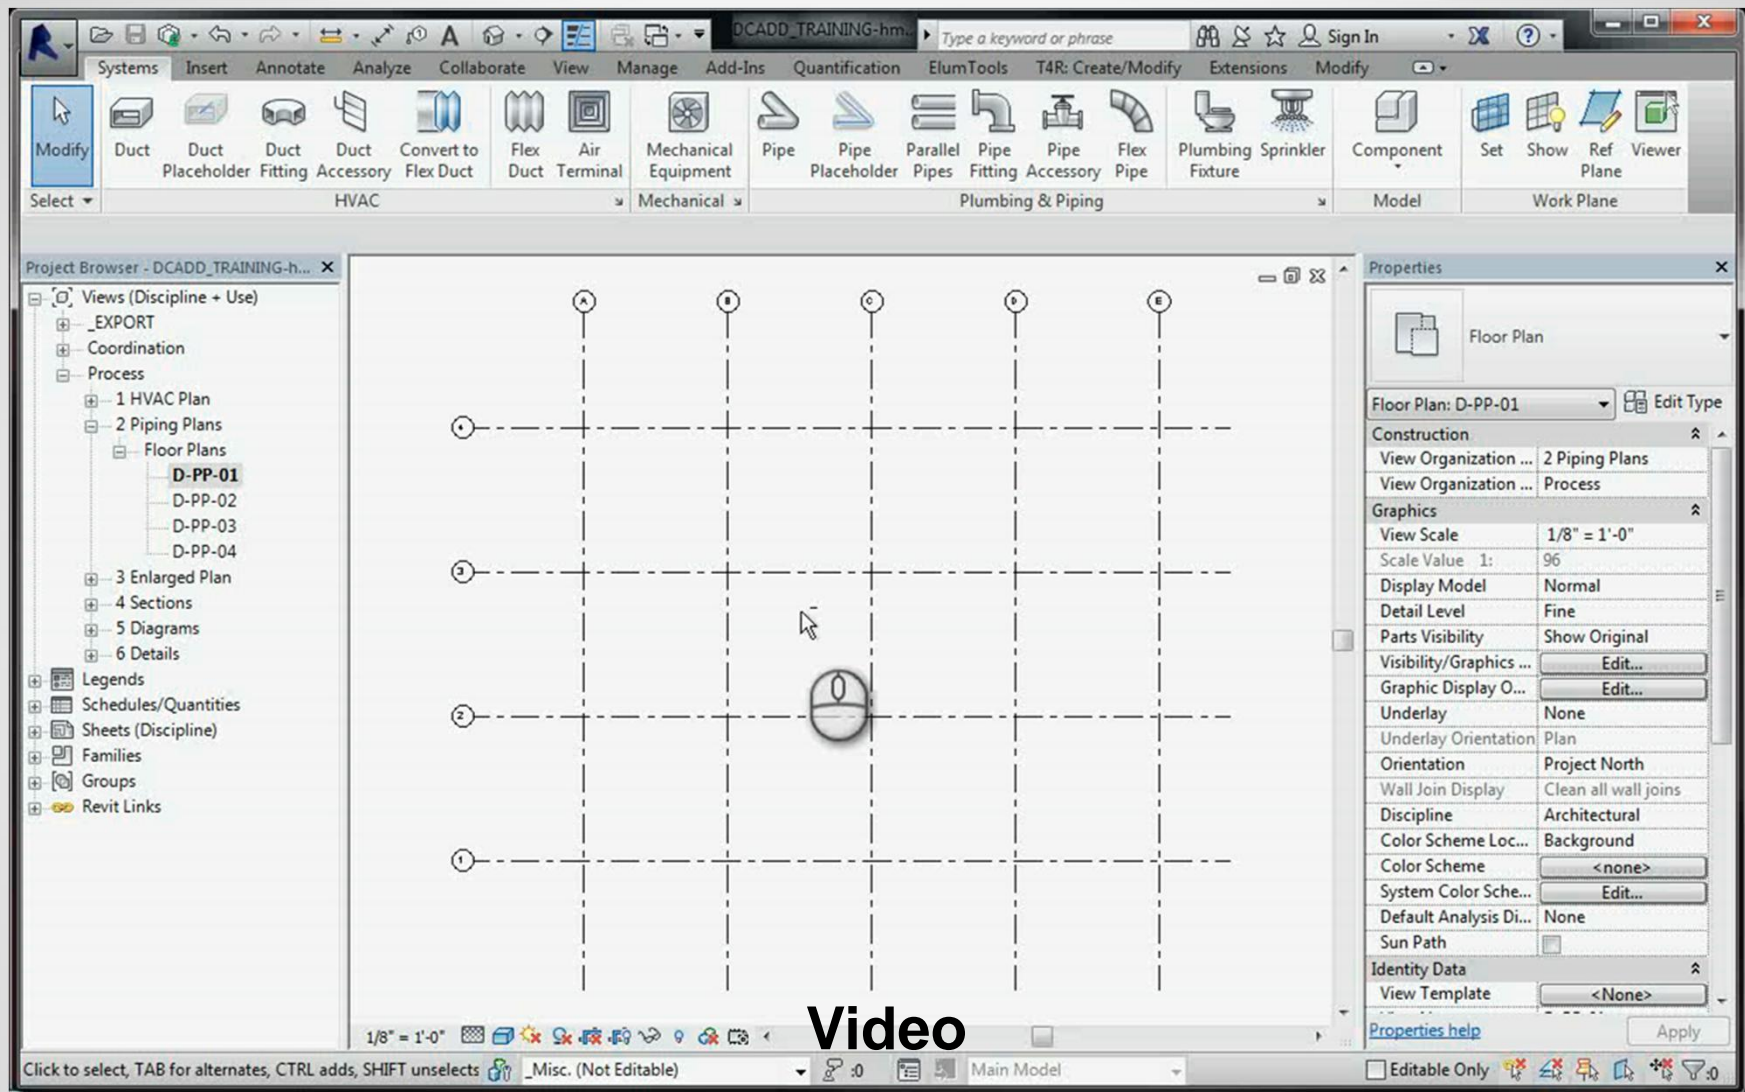 DCADD_TRAINING-hm...
Type a keyword or phrase
Sign In
Systems Insert Annotate Analyze Collaborate View Manage Add-Ins Quantification ElumTools T4R: Create/Modify Extensions Modify
Modify
Duct
Duct Placeholder
Duct Fitting
Duct Accessory
Convert to Flex Duct
Flex Duct
Air Terminal
Mechanical Equipment
Pipe
Pipe Placeholder
Parallel Pipes
Pipe Fitting
Pipe Accessory
Flex Pipe
Plumbing Fixture
Sprinkler
Component
Set
Show
Ref Plane
Viewer
Select HVAC Mechanical Plumbing & Piping Model Work Plane
Project Browser - DCADD_TRAINING-h...
Views (Discipline + Use)
_EXPORT
Coordination
Process
1 HVAC Plan
2 Piping Plans
Floor Plans
D-PP-01
D-PP-02
D-PP-03
D-PP-04
3 Enlarged Plan
4 Sections
5 Diagrams
6 Details
Legends
Schedules/Quantities
Sheets (Discipline)
Families
Groups
Revit Links
A B C D E
4
3
2
1
Properties
Floor Plan
Floor Plan: D-PP-01 Edit Type
Construction
View Organization ... 2 Piping Plans
View Organization ... Process
Graphics
View Scale 1/8" = 1'-0"
Scale Value 1: 96
Display Model Normal
Detail Level Fine
Parts Visibility Show Original
Visibility/Graphics ... Edit...
Graphic Display O... Edit...
Underlay None
Underlay Orientation Plan
Orientation Project North
Wall Join Display Clean all wall joins
Discipline Architectural
Color Scheme Loc... Background
Color Scheme <none>
System Color Sche... Edit...
Default Analysis Di... None
Sun Path
Identity Data
View Template <None>
Properties help Apply
1/8" = 1'-0"
Video
Click to select, TAB for alternates, CTRL adds, SHIFT unselects _Misc. (Not Editable) :0 Main Model Editable Only :0